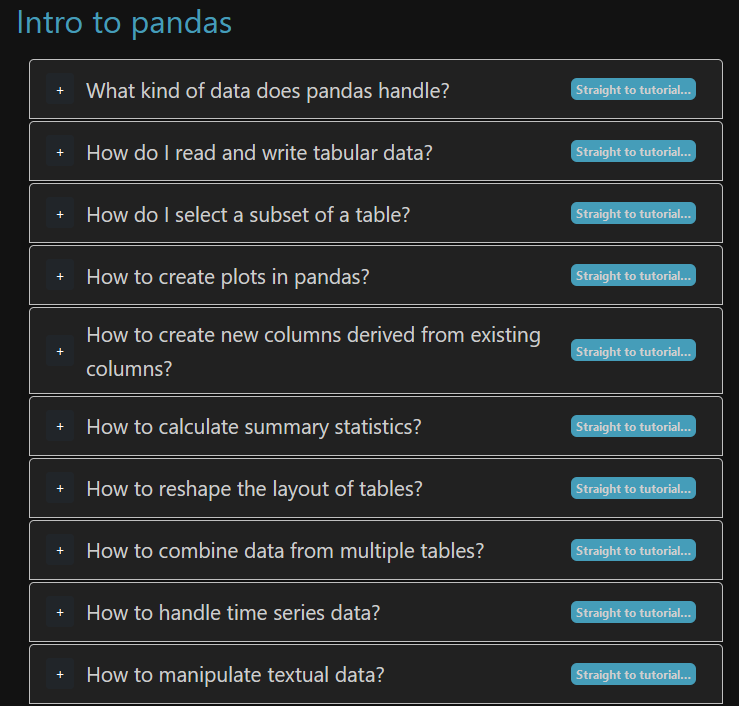 Intro to pandas
+ What kind of data does pandas handle? Straight to tutorial...
+ How do I read and write tabular data? Straight to tutorial...
+ How do I select a subset of a table? Straight to tutorial...
+ How to create plots in pandas? Straight to tutorial...
+ How to create new columns derived from existing Straight to tutorial...
columns?
+ How to calculate summary statistics? Straight to tutorial...
+ How to reshape the layout of tables? Straight to tutorial...
+ How to combine data from multiple tables? Straight to tutorial...
+ How to handle time series data? Straight to tutorial...
+ How to manipulate textual data? Straight to tutorial...